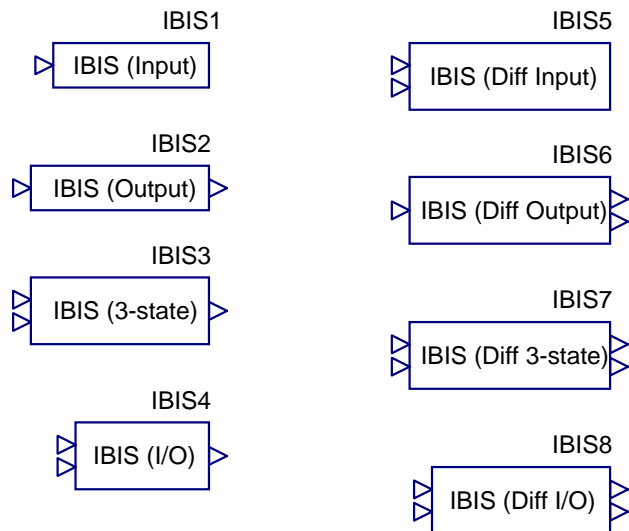 IBIS1
IBIS (Input)
IBIS2
IBIS (Output)
IBIS3
IBIS (3-state)
IBIS4
IBIS (I/O)
IBIS5
IBIS (Diff Input)
IBIS6
IBIS (Diff Output)
IBIS7
IBIS (Diff 3-state)
IBIS8
IBIS (Diff I/O)